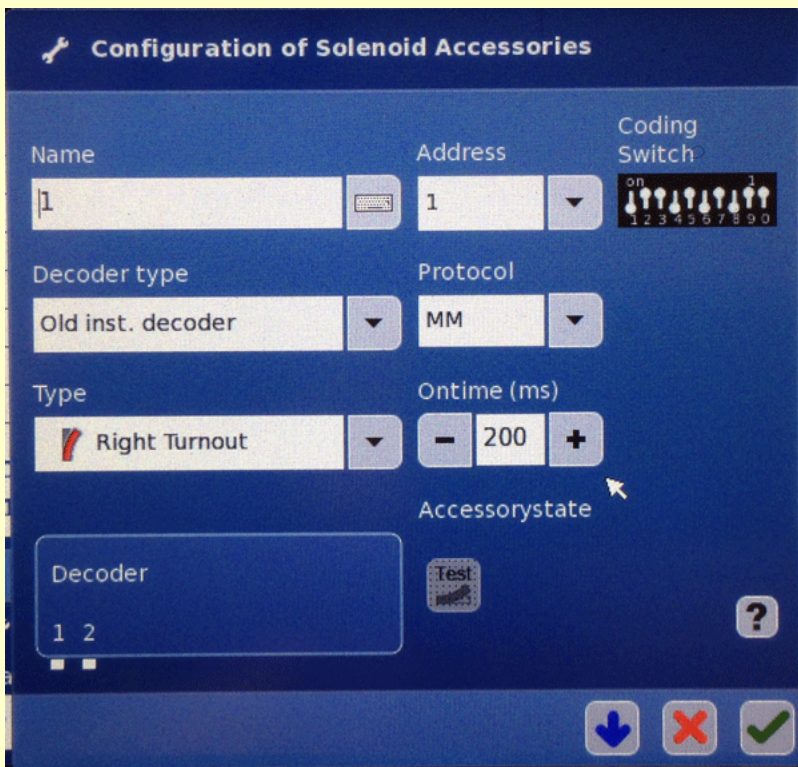 Configuration of Solenoid Accessories
Name
Address
Coding
Switch
1
1
on 1
1 2 3 4 5 6 7 8 9 0
Decoder type
Protocol
Old inst. decoder
MM
Type
Ontime (ms)
Right Turnout
200
Accessorystate
Decoder
Test
1 2
?